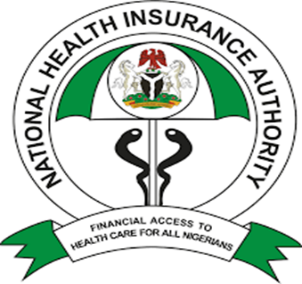 NATIONAL HEALTH INSURANCE AUTHORITY
FINANCIAL ACCESS TO
HEALTH CARE FOR ALL NIGERIANS